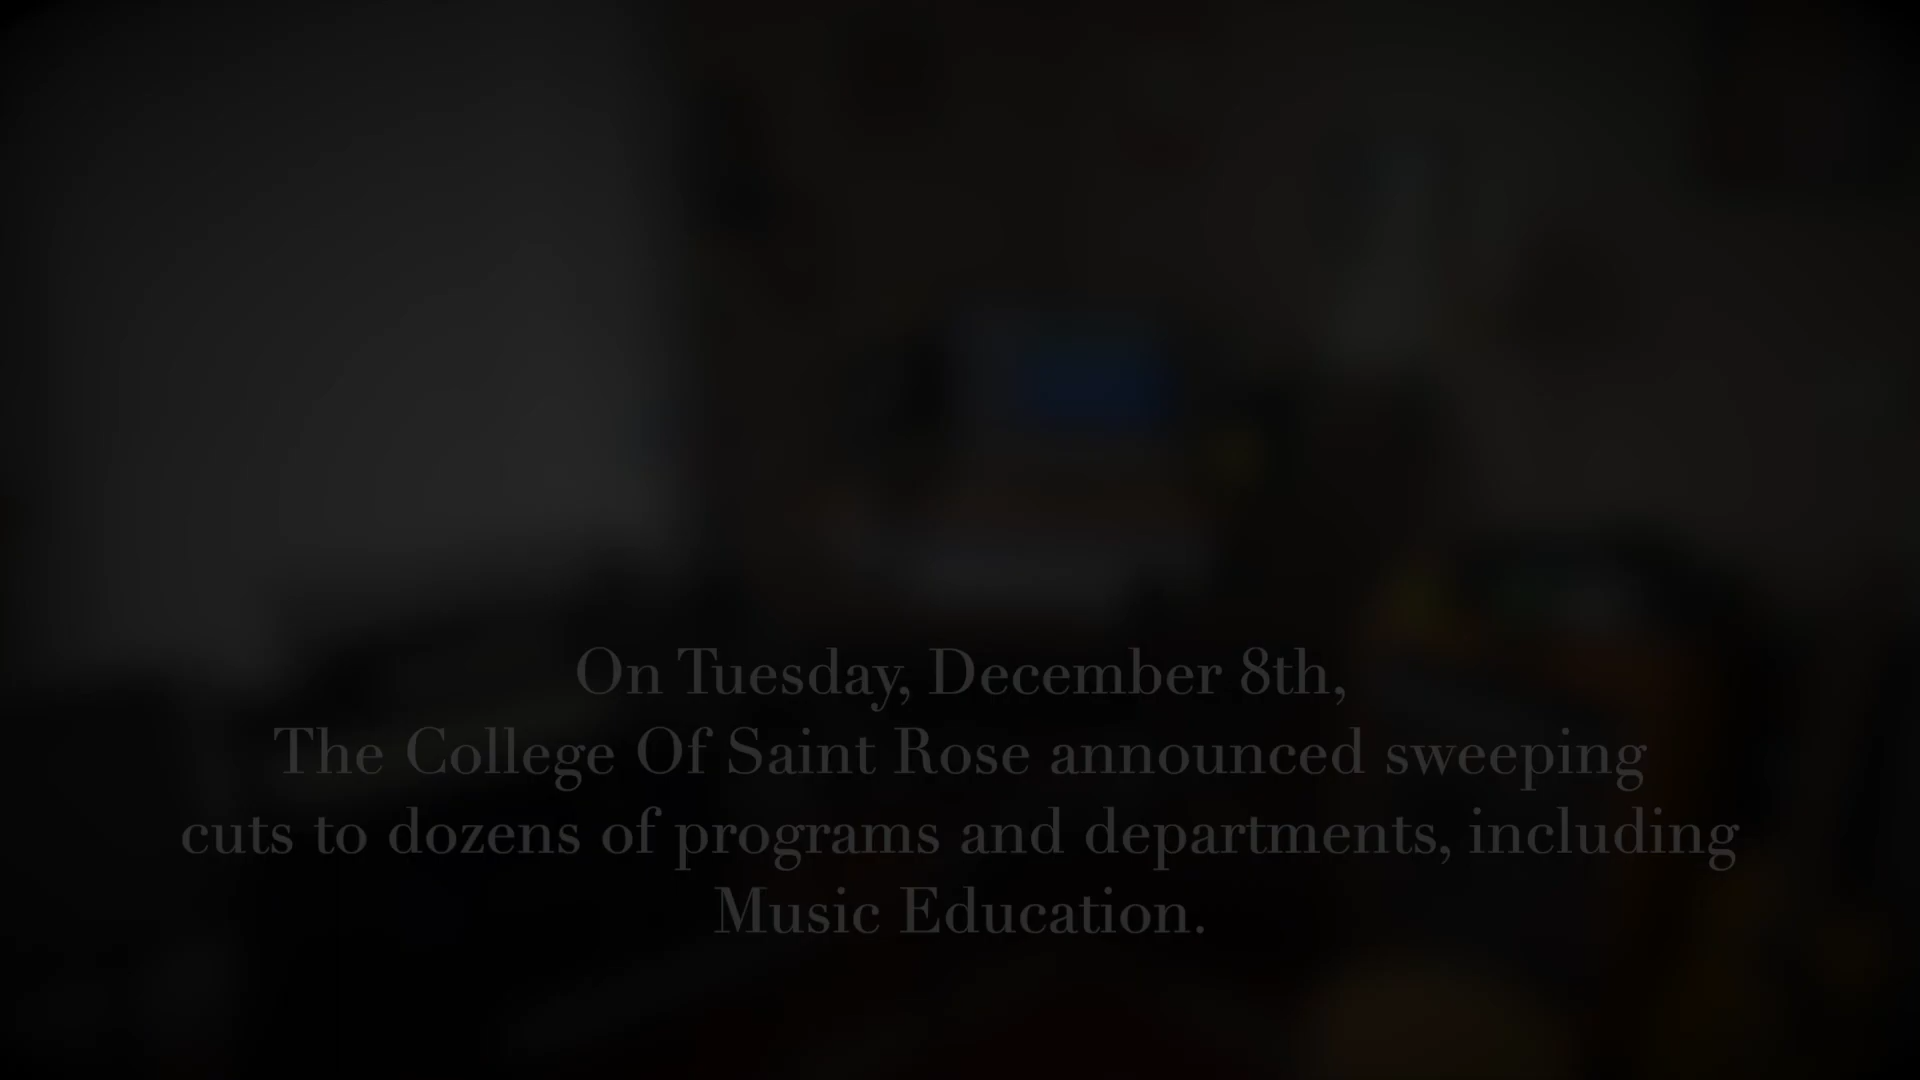 On Tuesday, December 8th,
The College Of Saint Rose announced sweeping
cuts to dozens of programs and departments, including
Music Education.